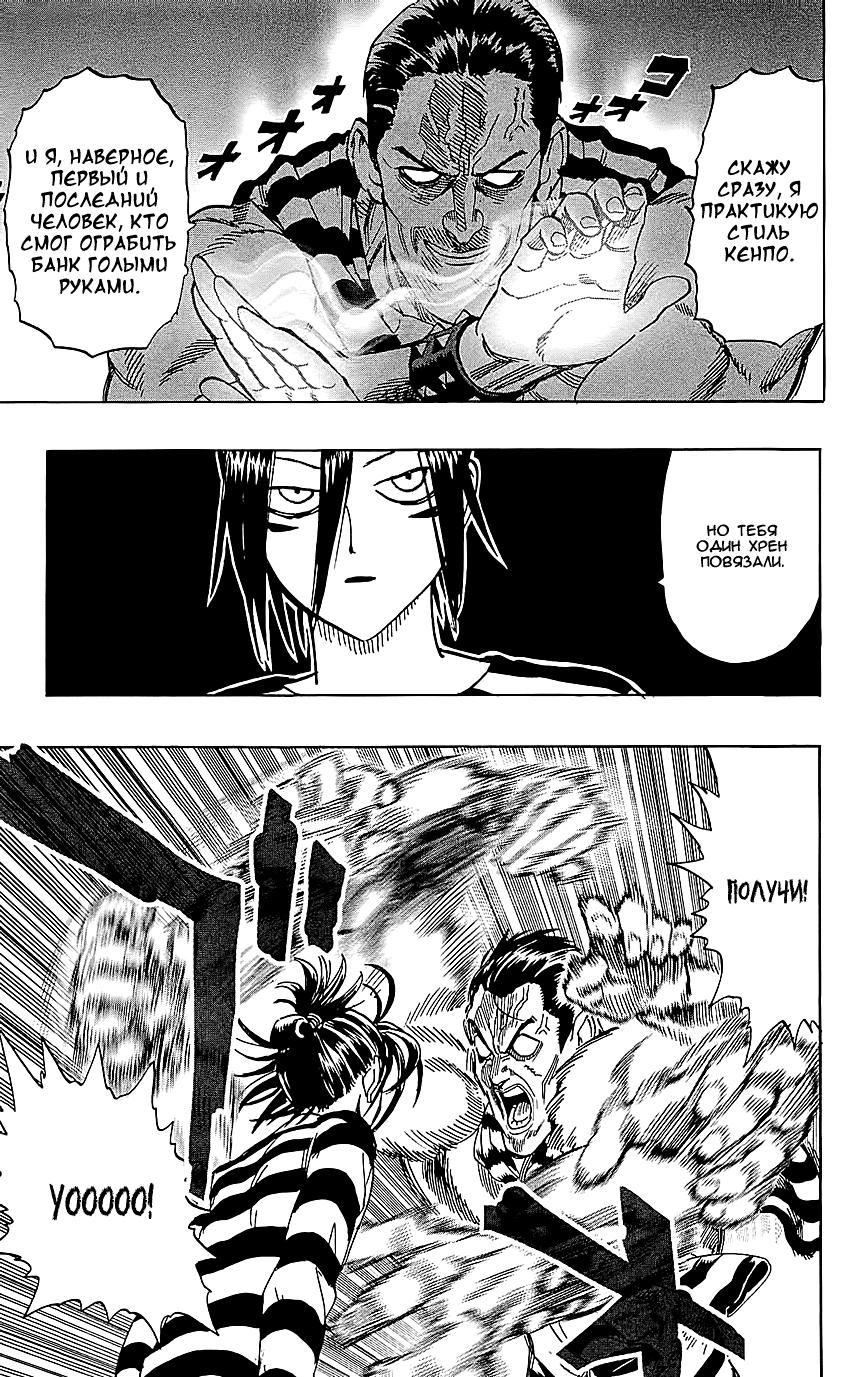 СКАЖУ
СРАЗУ, Я
ПРАКТИКУЮ
СТИЛЬ
КЕНПО.
И Я, НАВЕРНОЕ,
ПЕРВЫЙ И
ПОСЛЕДНИЙ
ЧЕЛОВЕК, КТО
СМОГ ОГРАБИТЬ
БАНК ГОЛЫМИ
РУКАМИ.
НО ТЕБЯ
ОДИН ХРЕН
ПОВЯЗАЛИ.
ПОЛУЧИ!
УООООО!